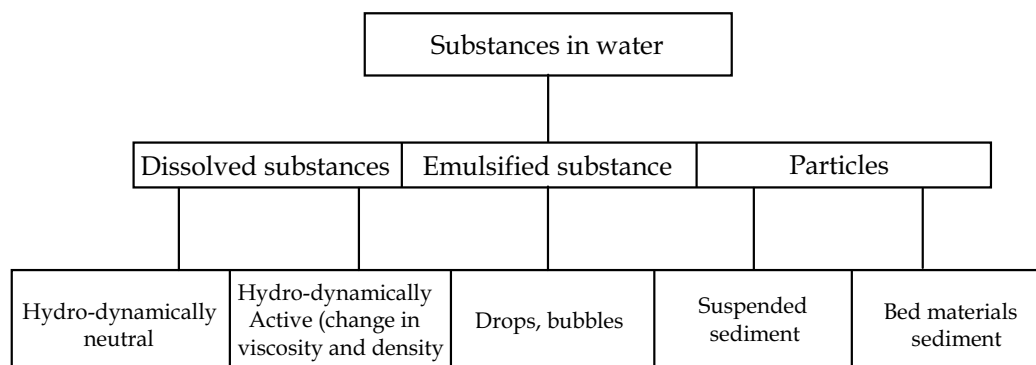 Substances in water
Dissolved substances
Emulsified substance
Particles
Hydro-dynamically
neutral
Hydro-dynamically
Active (change in
viscosity and density
Drops, bubbles
Suspended
sediment
Bed materials
sediment